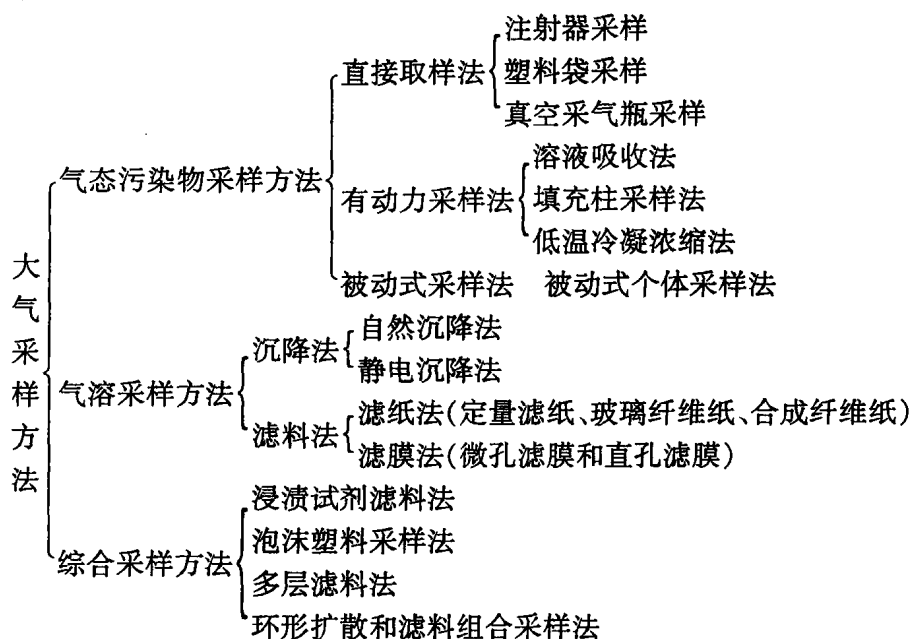 注射器采样
直接取样法 塑料袋采样
真空采气瓶采样
溶液吸收法
气态污染物采样方法 有动力采样法 填充柱采样法
低温冷凝浓缩法
被动式采样法 被动式个体采样法
大气采样方法
自然沉降法
沉降法
静电沉降法
气溶采样方法
滤纸法(定量滤纸、玻璃纤维纸、合成纤维纸)
滤料法
滤膜法(微孔滤膜和直孔滤膜)
浸渍试剂滤料法
泡沫塑料采样法
综合采样方法
多层滤料法
环形扩散和滤料组合采样法